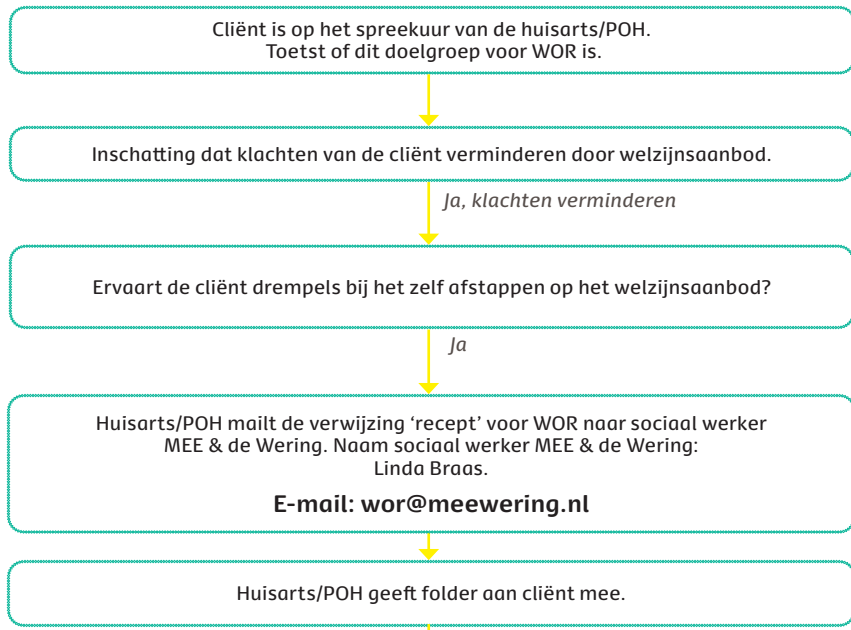 Cliënt is op het spreekuur van de huisarts/POH.
Toetst of dit doelgroep voor WOR is.
Inschatting dat klachten van de cliënt verminderen door welzijnsaanbod.
Ja, klachten verminderen
Ervaart de cliënt drempels bij het zelf afstappen op het welzijnsaanbod?
Ja
Huisarts/POH mailt de verwijzing ‘recept’ voor WOR naar sociaal werker
MEE & de Wering. Naam sociaal werker MEE & de Wering:
Linda Braas.
E-mail: wor@meewering.nl
Huisarts/POH geeft folder aan cliënt mee.